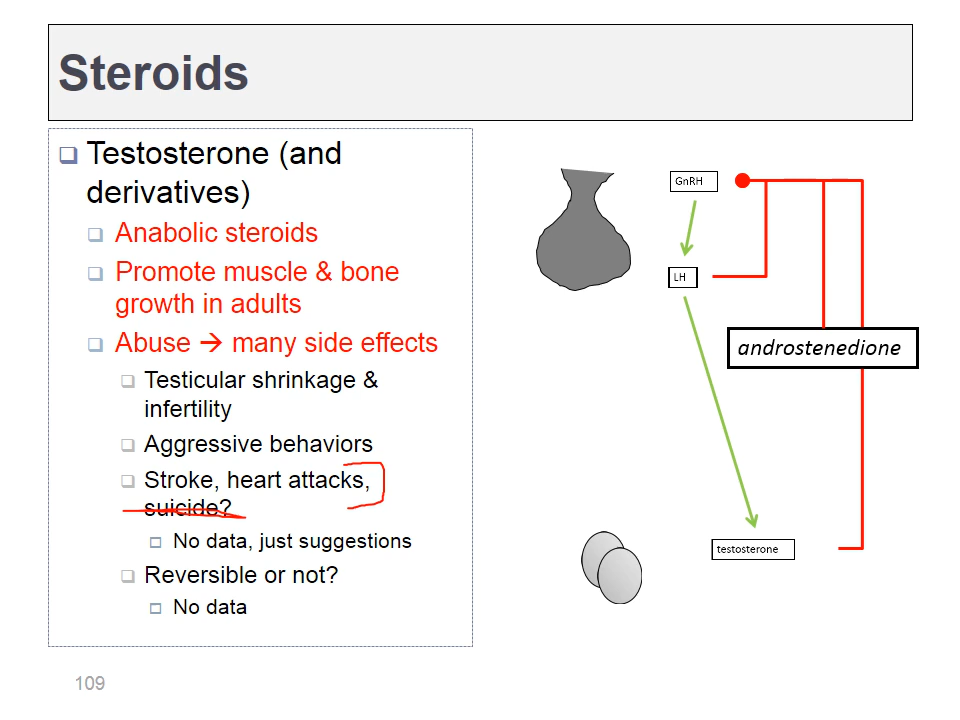 Steroids
Testosterone (and
derivatives)
Anabolic steroids
Promote muscle & bone
growth in adults
Abuse → many side effects
Testicular shrinkage &
infertility
Aggressive behaviors
Stroke, heart attacks,
suicide?
No data, just suggestions
Reversible or not?
No data
GnRH
LH
androstenedione
testosterone
109